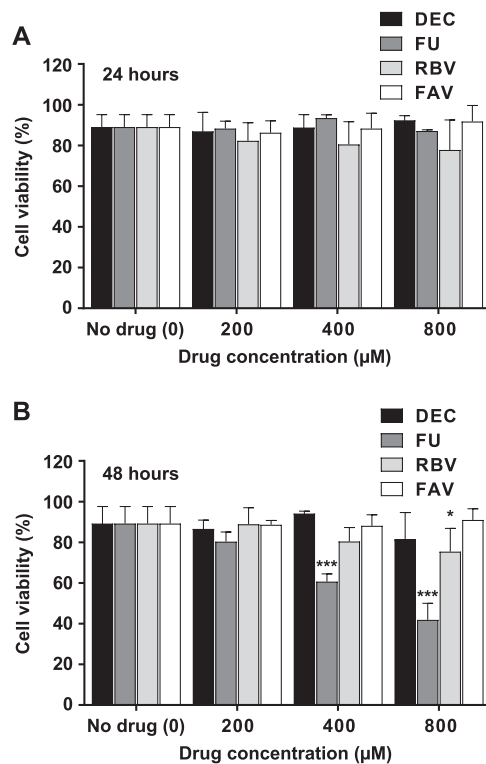 A
DEC
FU
RBV
FAV
24 hours
120
100
80
60
40
20
0
Cell viability (%)
No drug (0) 200 400 800
Drug concentration (µM)
B
DEC
FU
RBV
FAV
48 hours
120
100
80
60
40
20
0
Cell viability (%)
***
***
*
No drug (0) 200 400 800
Drug concentration (µM)